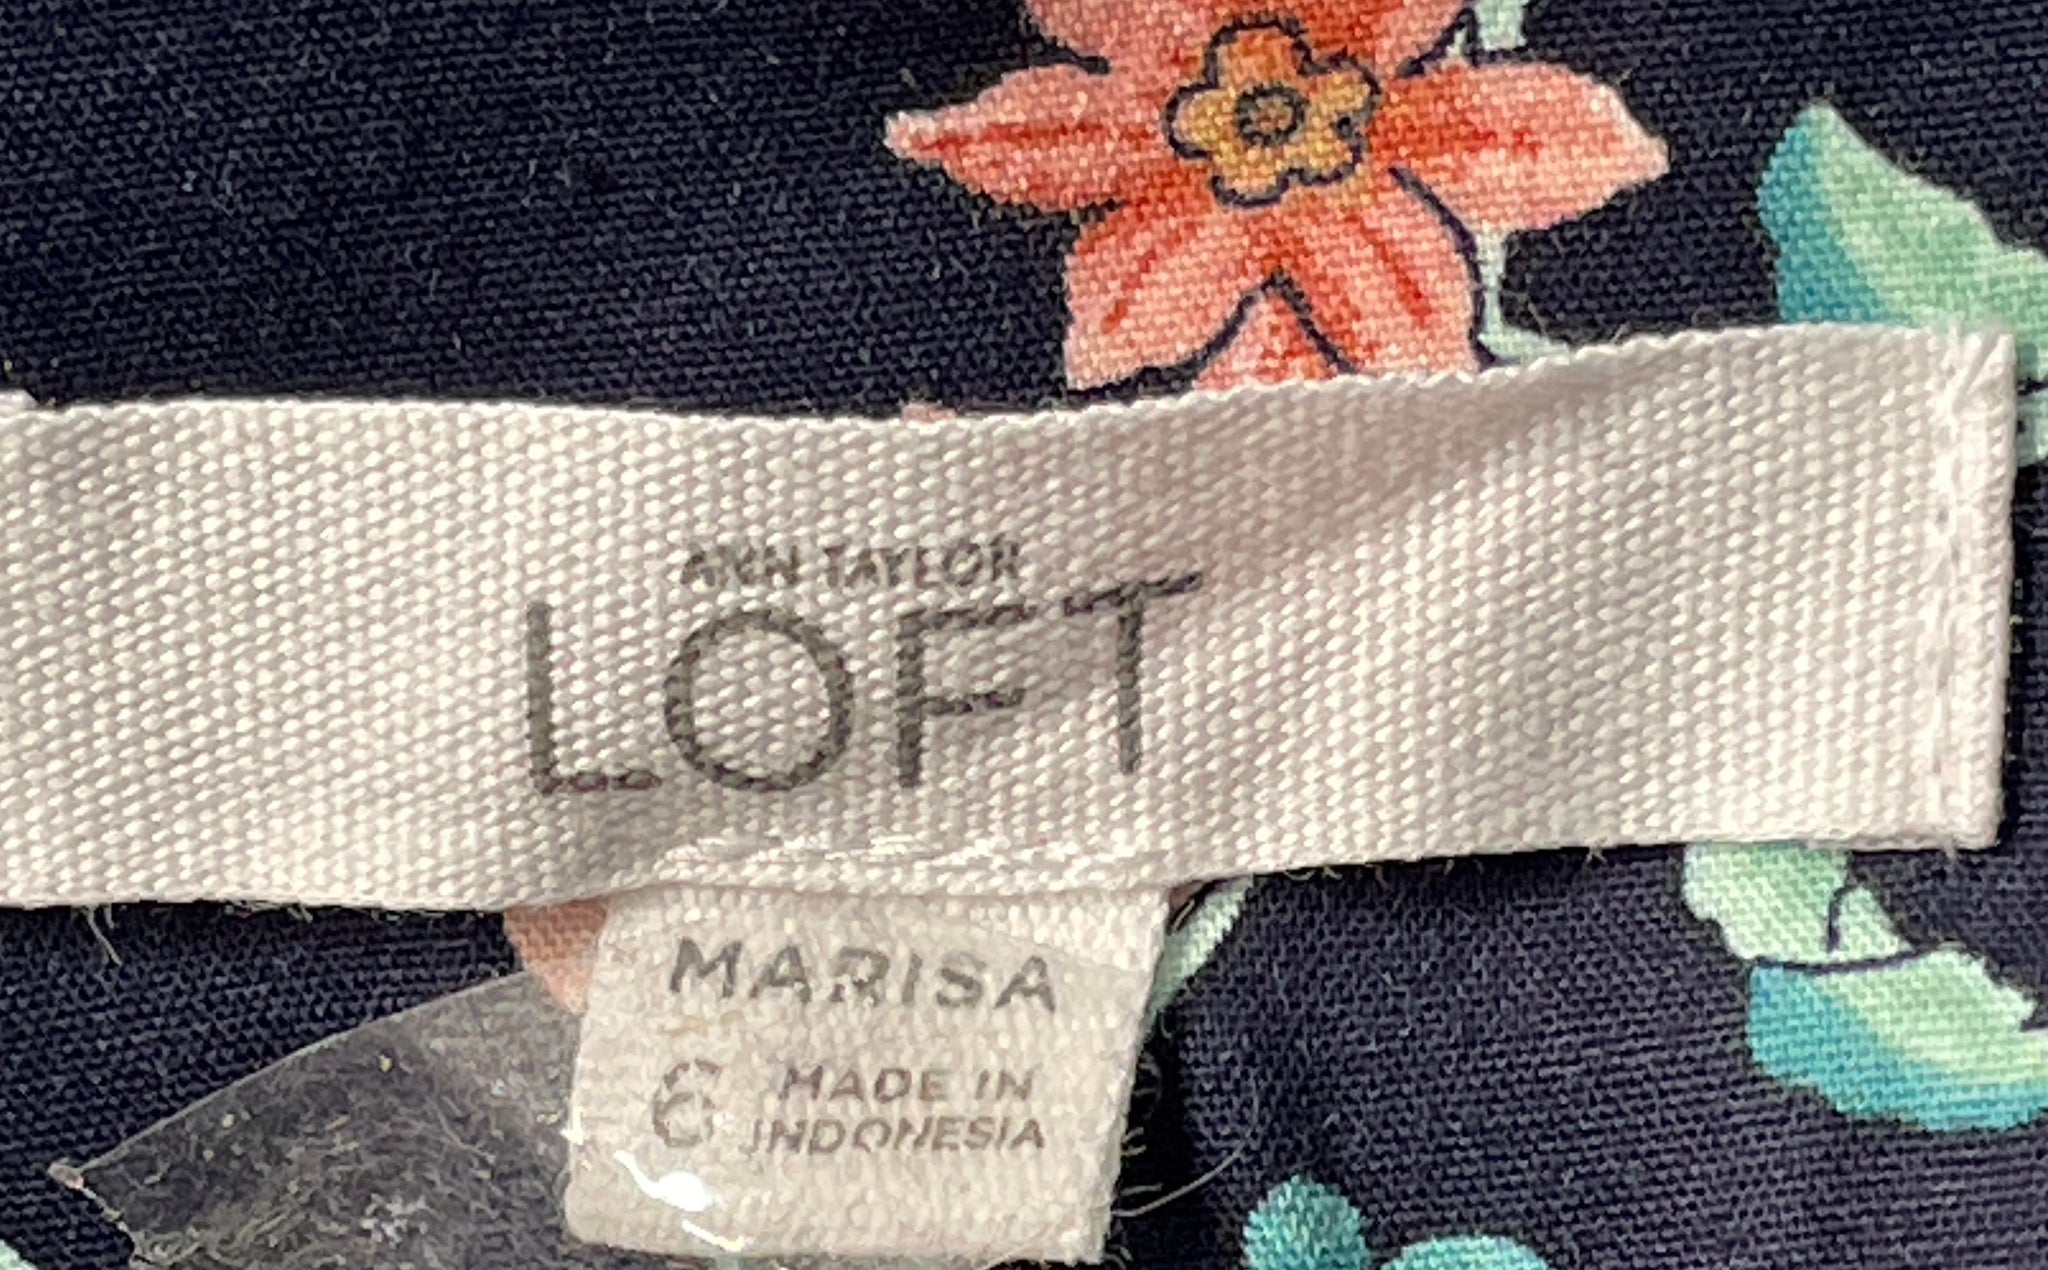 ANN TAYLOR
LOFT
MARISA
6 MADE IN
INDONESIA